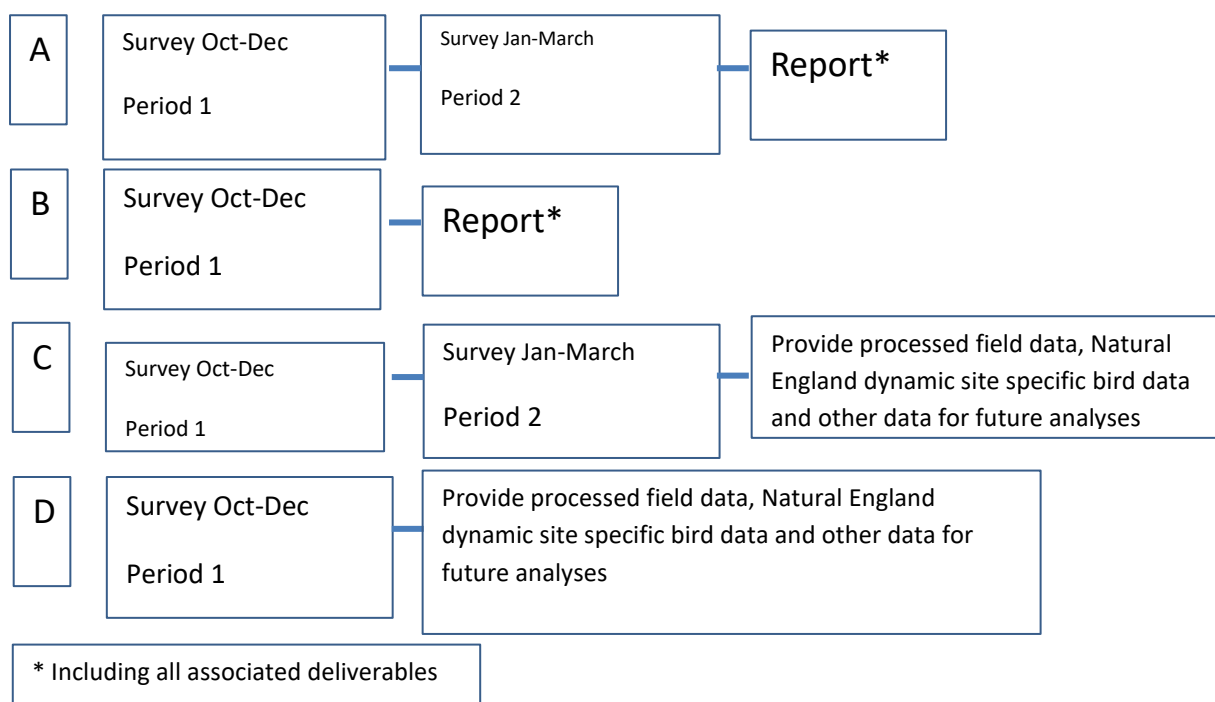 A
Survey Oct-Dec
Period 1
Survey Jan-March
Period 2
Report*
B
Survey Oct-Dec
Period 1
Report*
C
Survey Oct-Dec
Period 1
Survey Jan-March
Period 2
Provide processed field data, Natural
England dynamic site specific bird data
and other data for future analyses
D
Survey Oct-Dec
Period 1
Provide processed field data, Natural England
dynamic site specific bird data and other data for
future analyses
* Including all associated deliverables